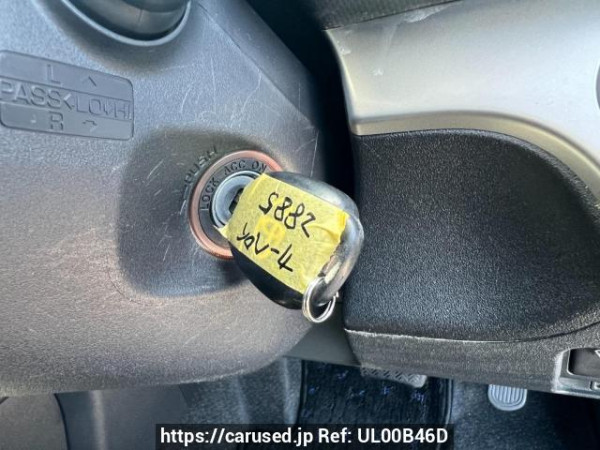 L
PASS LO HI
R
PUSH
LOCK ACC ON
2885
https://carused.jp Ref: UL00B46D